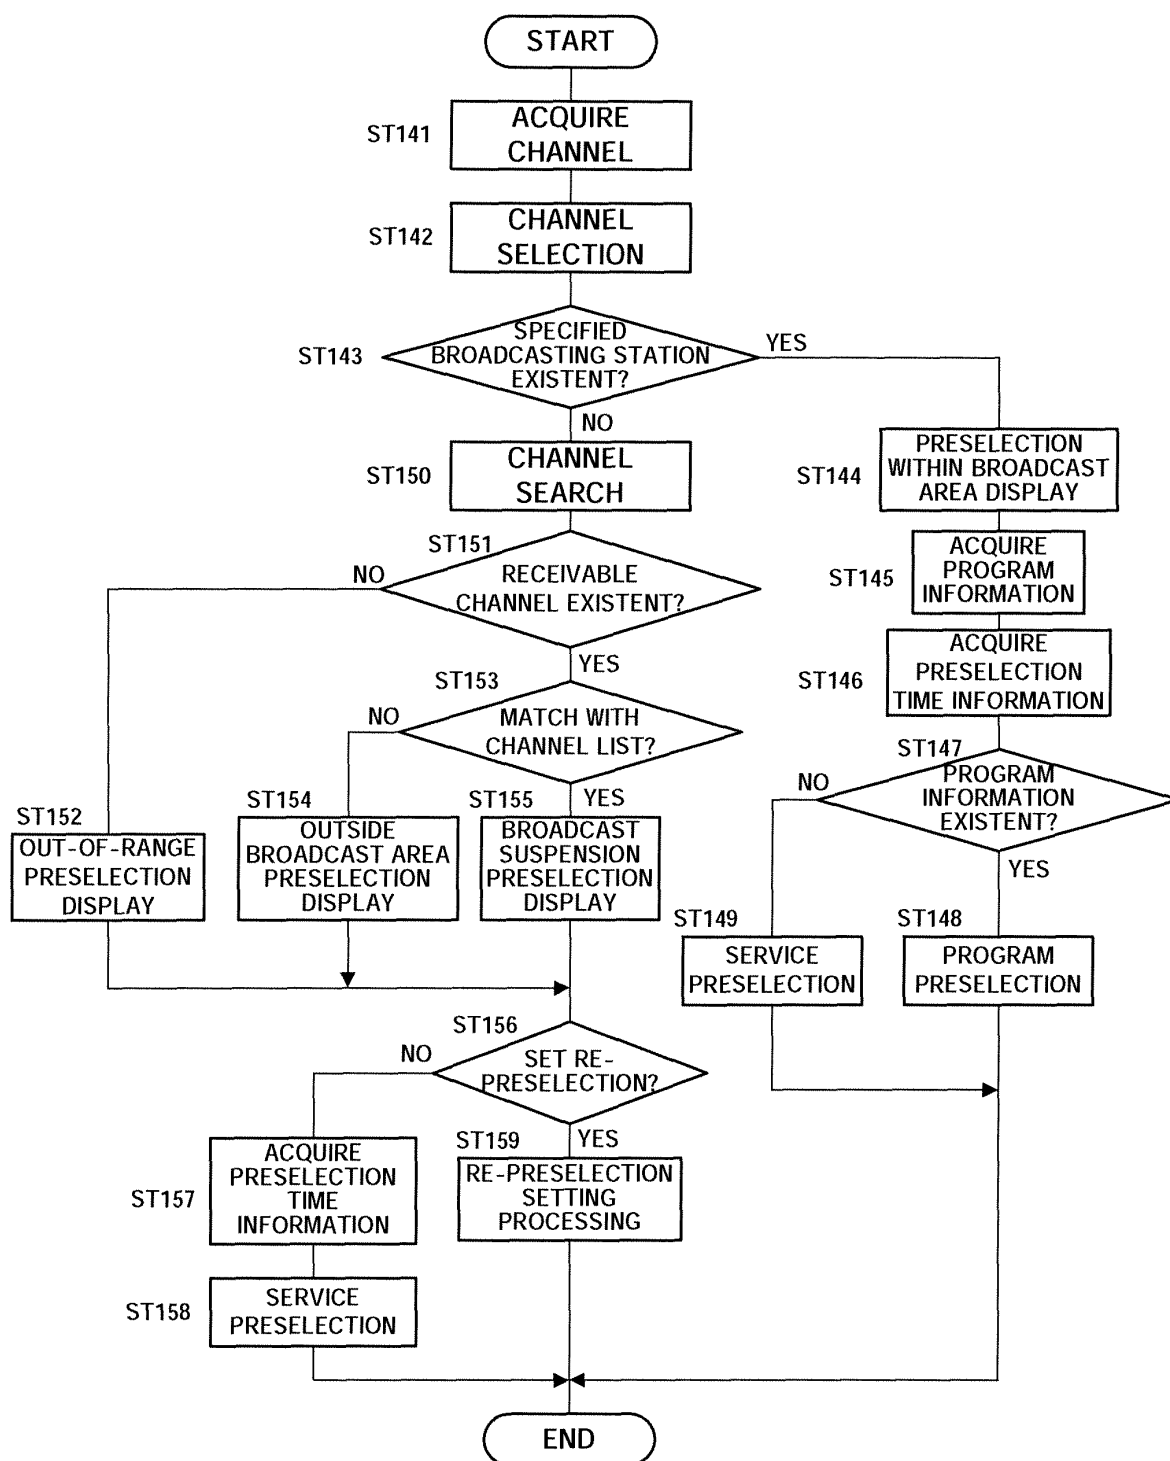 START
ST141
ACQUIRE
CHANNEL
ST142
CHANNEL
SELECTION
ST143
SPECIFIED
BROADCASTING STATION
EXISTENT?
YES
NO
ST150
CHANNEL
SEARCH
ST144
PRESELECTION
WITHIN BROADCAST
AREA DISPLAY
ST151
NO
RECEIVABLE
CHANNEL EXISTENT?
YES
ST145
ACQUIRE
PROGRAM
INFORMATION
ST153
NO
MATCH WITH
CHANNEL LIST?
YES
ST146
ACQUIRE
PRESELECTION
TIME INFORMATION
ST147
NO
PROGRAM
INFORMATION
EXISTENT?
YES
ST152
OUT-OF-RANGE
PRESELECTION
DISPLAY
ST154
OUTSIDE
BROADCAST AREA
PRESELECTION
DISPLAY
ST155
BROADCAST
SUSPENSION
PRESELECTION
DISPLAY
ST149
SERVICE
PRESELECTION
ST148
PROGRAM
PRESELECTION
ST156
NO
SET RE-
PRESELECTION?
YES
ST157
ACQUIRE
PRESELECTION
TIME
INFORMATION
ST159
RE-PRESELECTION
SETTING
PROCESSING
ST158
SERVICE
PRESELECTION
END